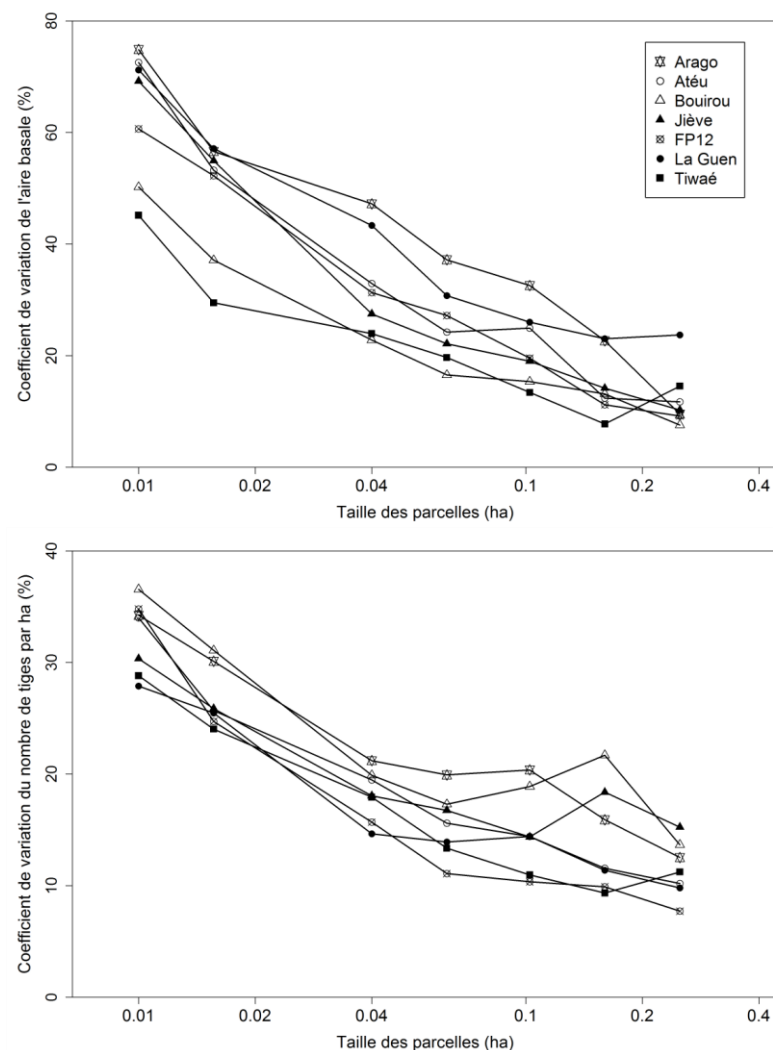 Coefficient de variation de l'aire basale (%)
80
60
40
20
0
Arago
Atéu
Bouirou
Jiève
FP12
La Guen
Tiwaé
0.01 0.02 0.04 0.1 0.2 0.4
Taille des parcelles (ha)
Coefficient de variation du nombre de tiges par ha (%)
40
30
20
10
0
0.01 0.02 0.04 0.1 0.2 0.4
Taille des parcelles (ha)